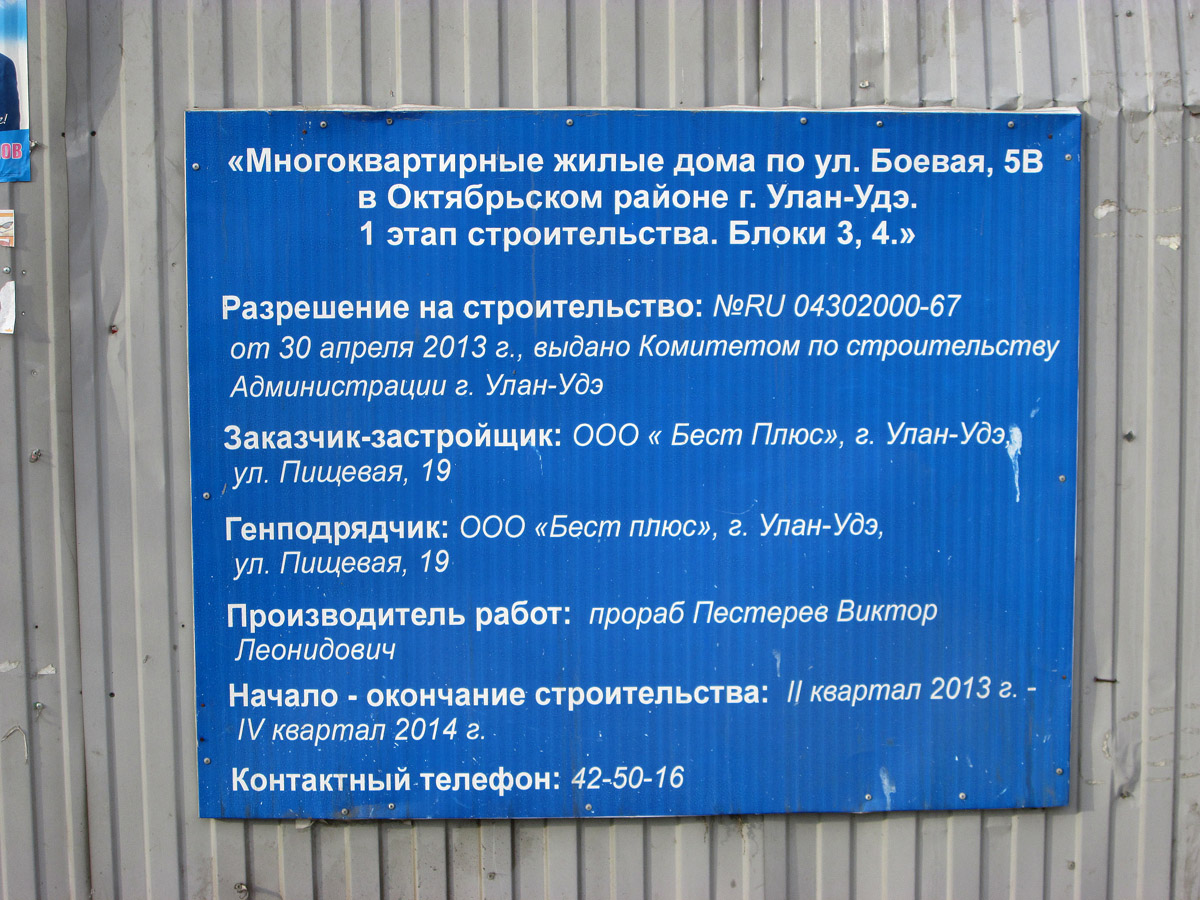 «Многоквартирные жилые дома по ул. Боевая, 5В
в Октябрьском районе г. Улан-Удэ.
1 этап строительства. Блоки 3, 4.»
Разрешение на строительство: №RU 04302000-67
от 30 апреля 2013 г., выдано Комитетом по строительству
Администрации г. Улан-Удэ
Заказчик-застройщик: ООО « Бест Плюс», г. Улан-Удэ,
ул. Пищевая, 19
Генподрядчик: ООО «Бест плюс», г. Улан-Удэ,
ул. Пищевая, 19
Производитель работ: прораб Пестерев Виктор
Леонидович
Начало - окончание строительства: II квартал 2013 г. -
IV квартал 2014 г.
Контактный телефон: 42-50-16